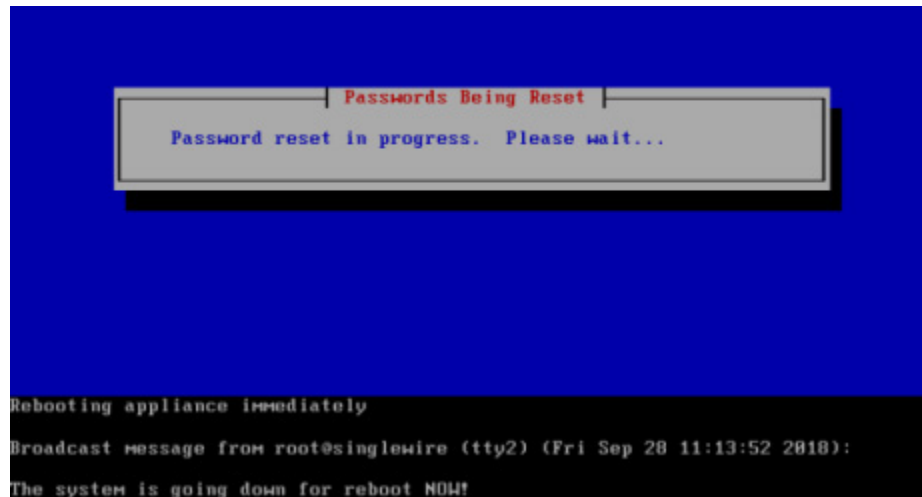 Passwords Being Reset
Password reset in progress.  Please wait...
Rebooting appliance immediately
Broadcast message from root@singlewire (tty2) (Fri Sep 28 11:13:52 2018):
The system is going down for reboot NOW!